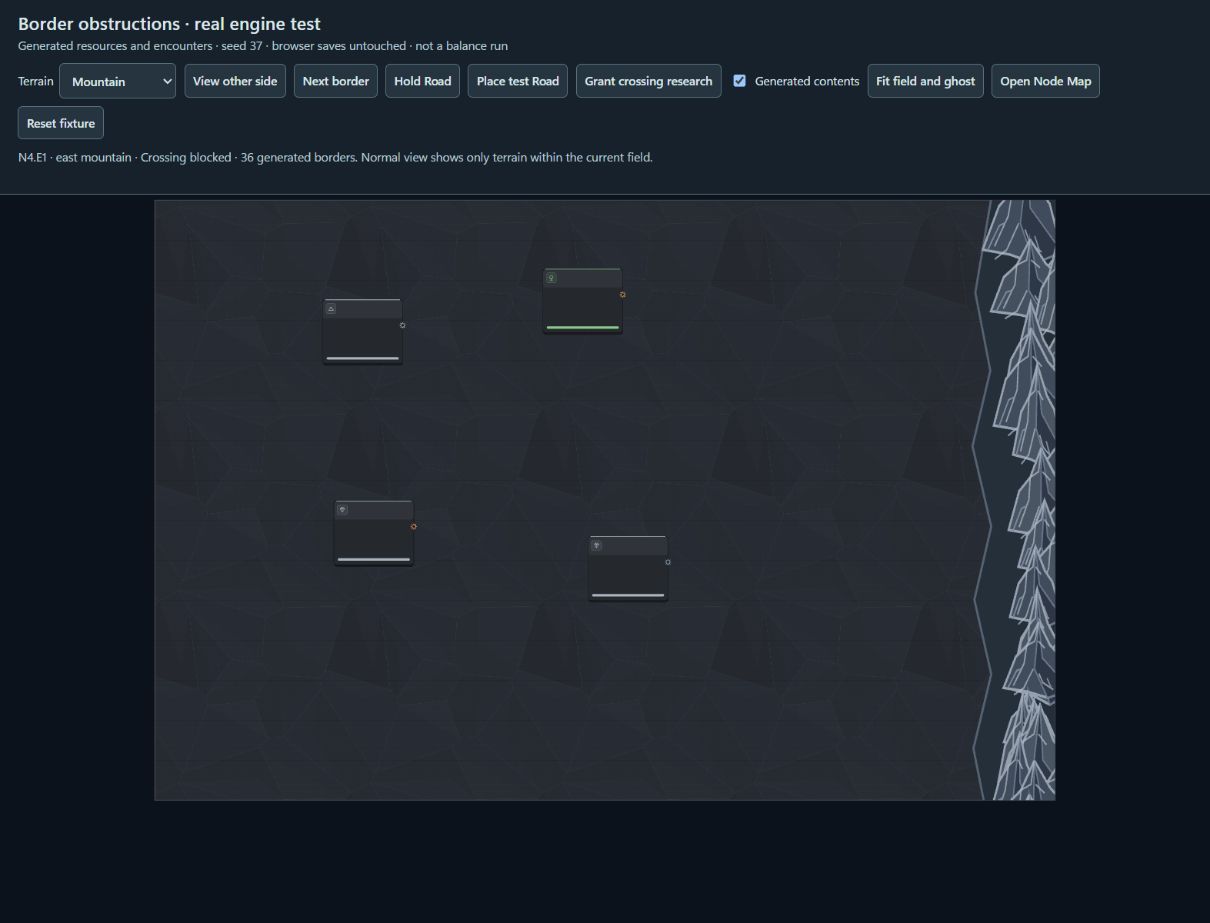 Border obstructions · real engine test
Generated resources and encounters · seed 37 · browser saves untouched · not a balance run
Terrain Mountain View other side Next border Hold Road Place test Road Grant crossing research Generated contents Fit field and ghost Open Node Map
Reset fixture
N4.E1 · east mountain · Crossing blocked · 36 generated borders. Normal view shows only terrain within the current field.